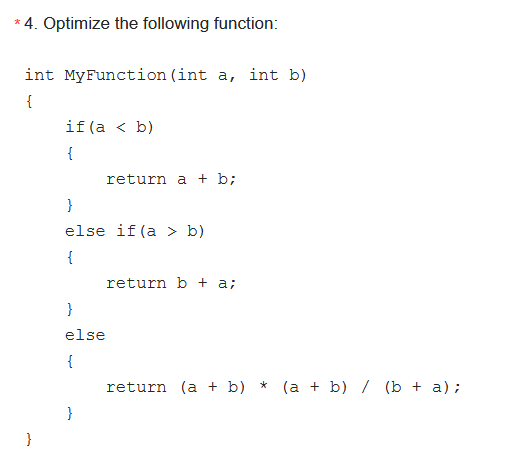 * 4. Optimize the following function:
int MyFunction(int a, int b)
{
if(a < b)
{
return a + b;
}
else if(a > b)
{
return b + a;
}
else
{
return (a + b) * (a + b) / (b + a);
}
}